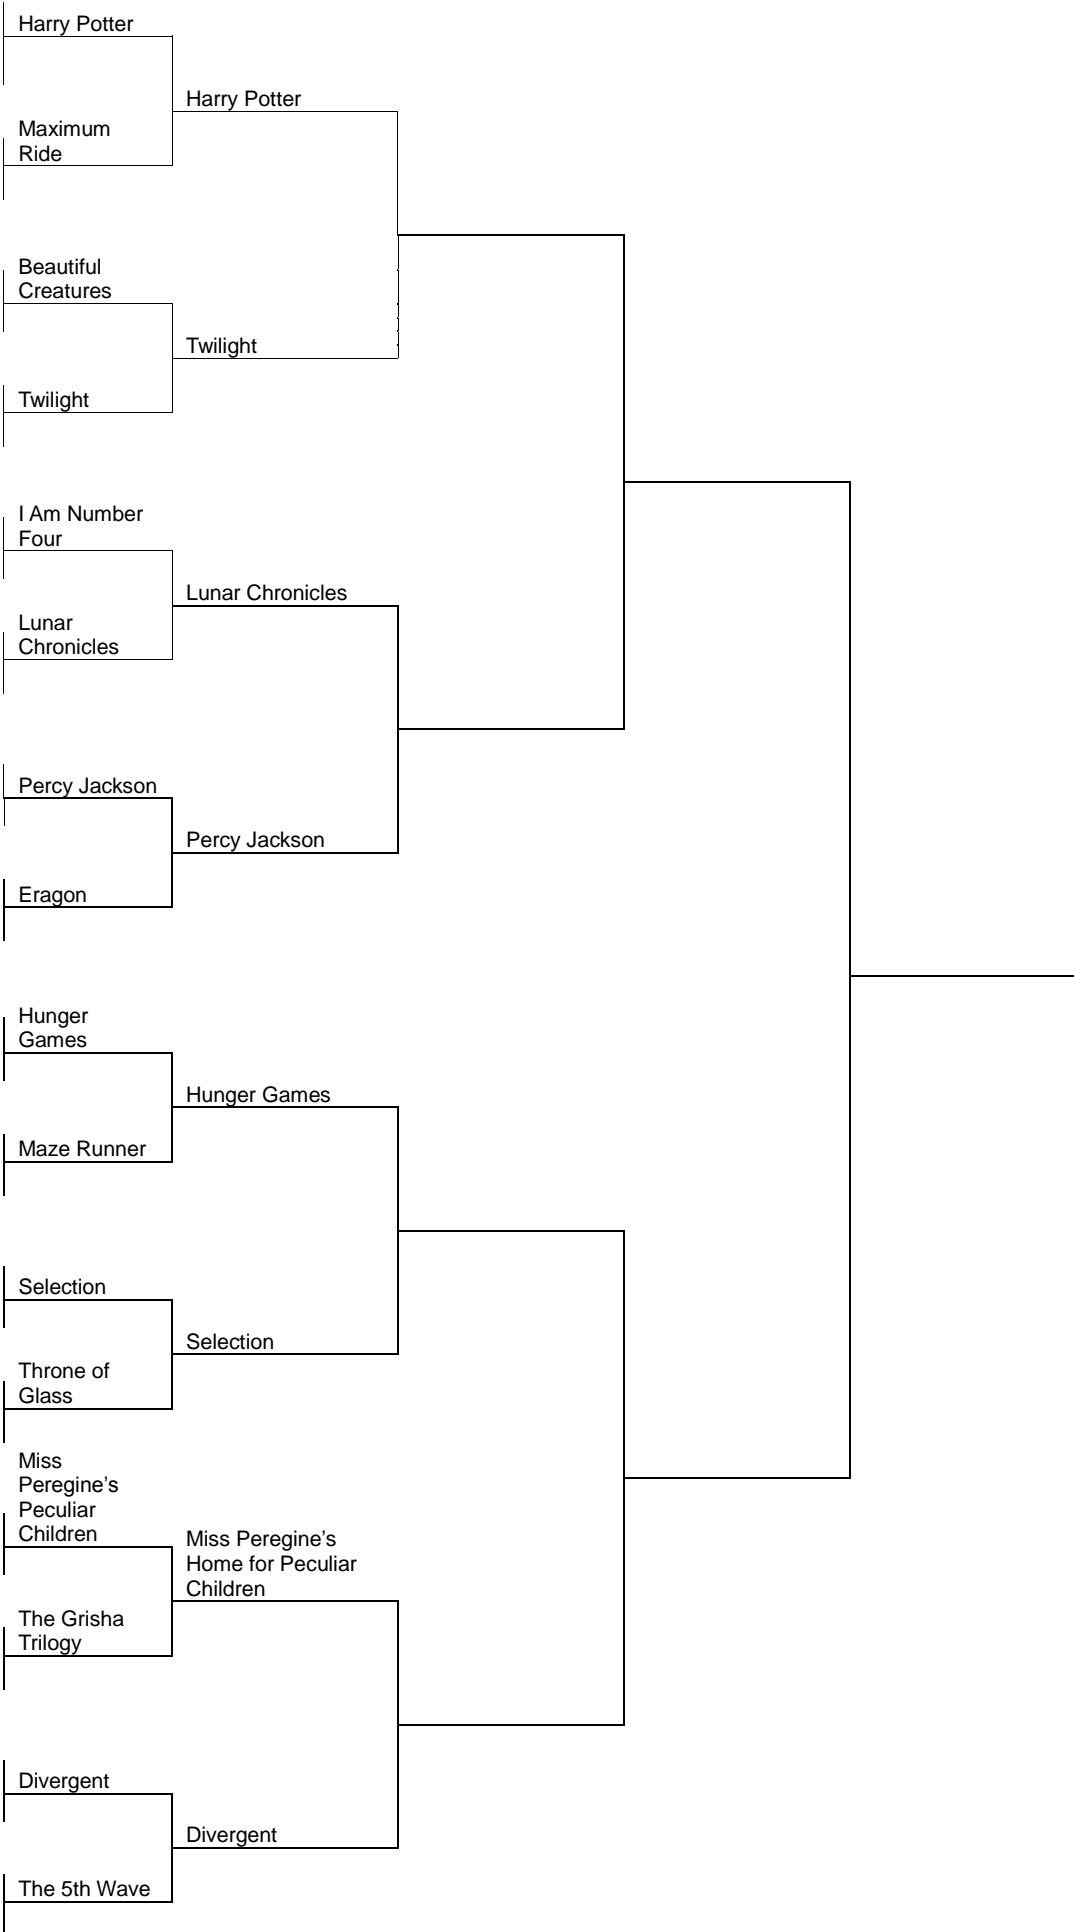 Harry Potter
Harry Potter
Maximum
Ride
Beautiful
Creatures
Twilight
Twilight
I Am Number
Four
Lunar Chronicles
Lunar
Chronicles
Percy Jackson
Percy Jackson
Eragon
Hunger
Games
Hunger Games
Maze Runner
Selection
Selection
Throne of
Glass
Miss
Peregine’s
Peculiar
Children
Miss Peregine’s
Home for Peculiar
Children
The Grisha
Trilogy
Divergent
Divergent
The 5th Wave